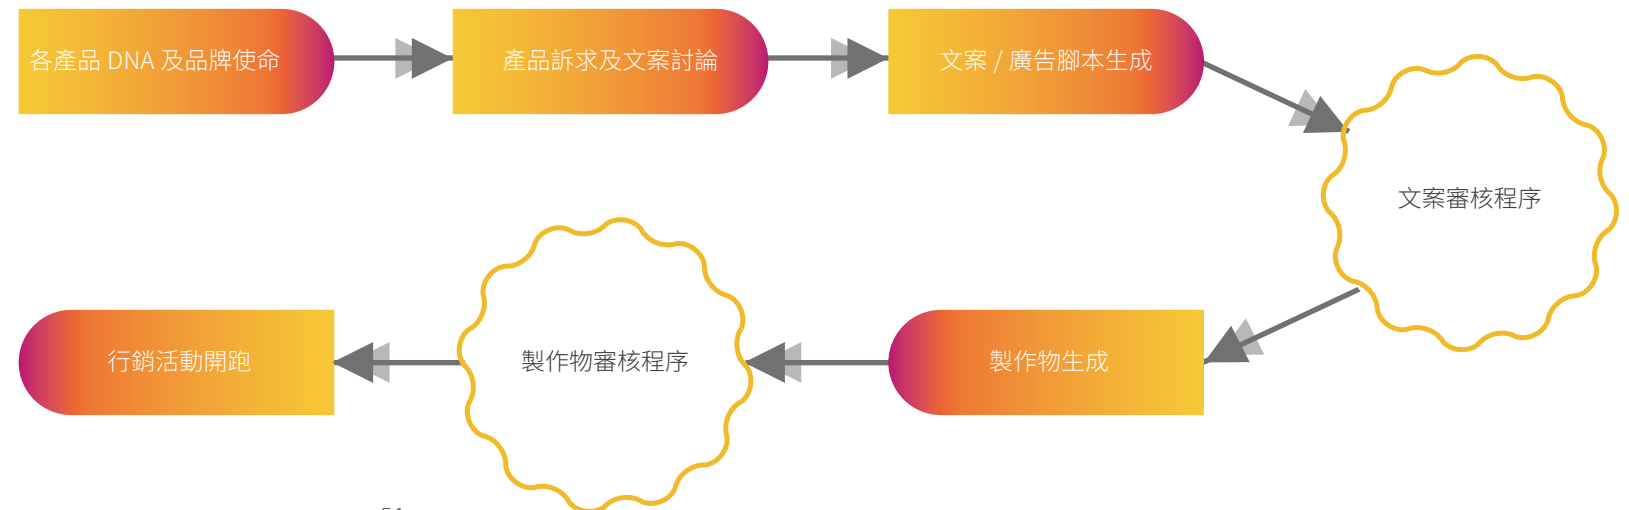 各產品 DNA 及品牌使命
產品訴求及文案討論
文案 / 廣告腳本生成
文案審核程序
製作物生成
製作物審核程序
行銷活動開跑